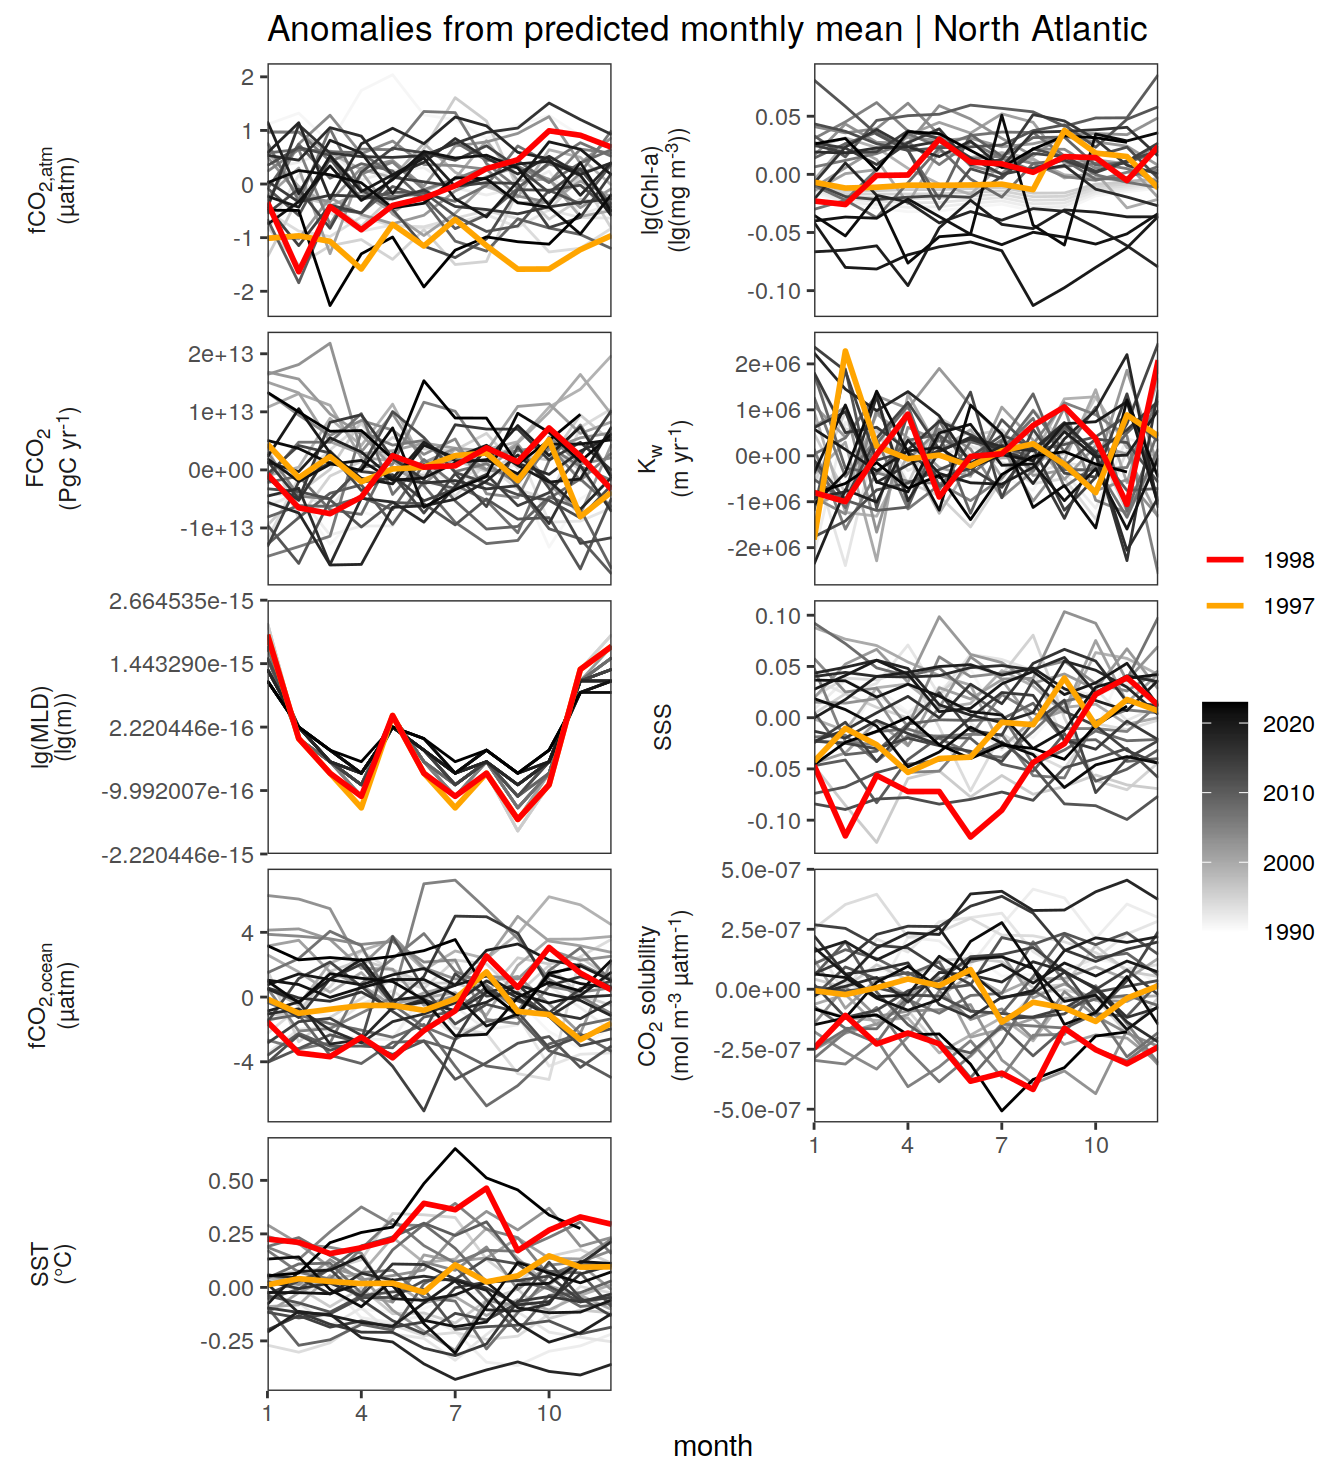 Anomalies from predicted monthly mean | North Atlantic
fCO2,atm
(µatm)
2
1
0
-1
-2
lg(Chl-a)
(lg(mg m-3))
0.05
0.00
-0.05
-0.10
FCO2
(PgC yr-1)
2e+13
1e+13
0e+00
-1e+13
Kw
(m yr-1)
2e+06
1e+06
0e+00
-1e+06
-2e+06
lg(MLD)
(lg(m))
2.664535e-15
1.443290e-15
2.220446e-16
-9.992007e-16
-2.220446e-15
SSS
0.10
0.05
0.00
-0.05
-0.10
fCO2,ocean
(µatm)
4
0
-4
CO2 solubility
(mol m-3 µatm-1)
5.0e-07
2.5e-07
0.0e+00
-2.5e-07
-5.0e-07
1 4 7 10
SST
(°C)
0.50
0.25
0.00
-0.25
1 4 7 10
month
1998
1997
2020
2010
2000
1990